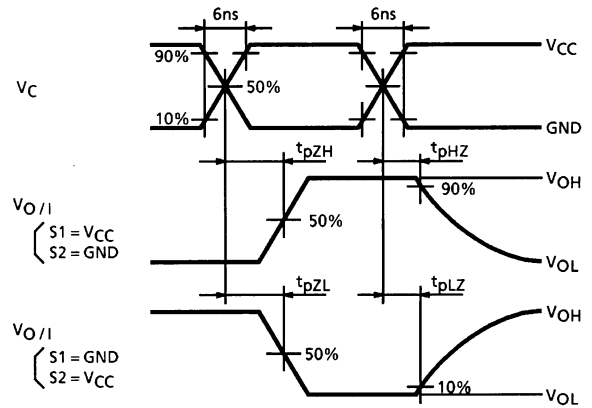 6ns 6ns
90% VCC
VC 50%
10% GND
tpZH tpHZ
VOH
90%
VO/I 50%
S1 = VCC
S2 = GND VOL
tpZL tpLZ
VOH
VO/I
S1 = GND 50%
S2 = VCC 10%
VOL